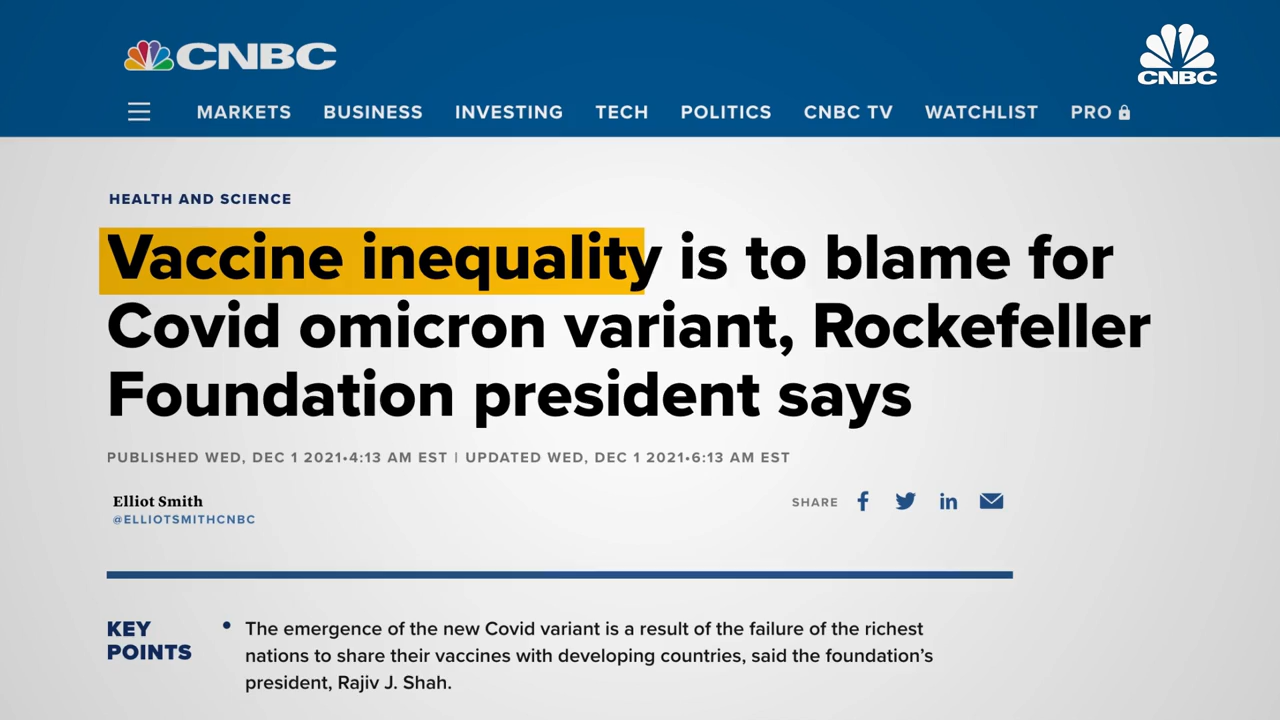 CNBC
CNBC
MARKETS BUSINESS INVESTING TECH POLITICS CNBC TV WATCHLIST PRO
HEALTH AND SCIENCE
Vaccine inequality is to blame for
Covid omicron variant, Rockefeller
Foundation president says
PUBLISHED WED, DEC 1 2021•4:13 AM EST | UPDATED WED, DEC 1 2021•6:13 AM EST
Elliot Smith
@ELLIOTSMITHCNBC
SHARE
KEY
POINTS
• The emergence of the new Covid variant is a result of the failure of the richest
nations to share their vaccines with developing countries, said the foundation’s
president, Rajiv J. Shah.